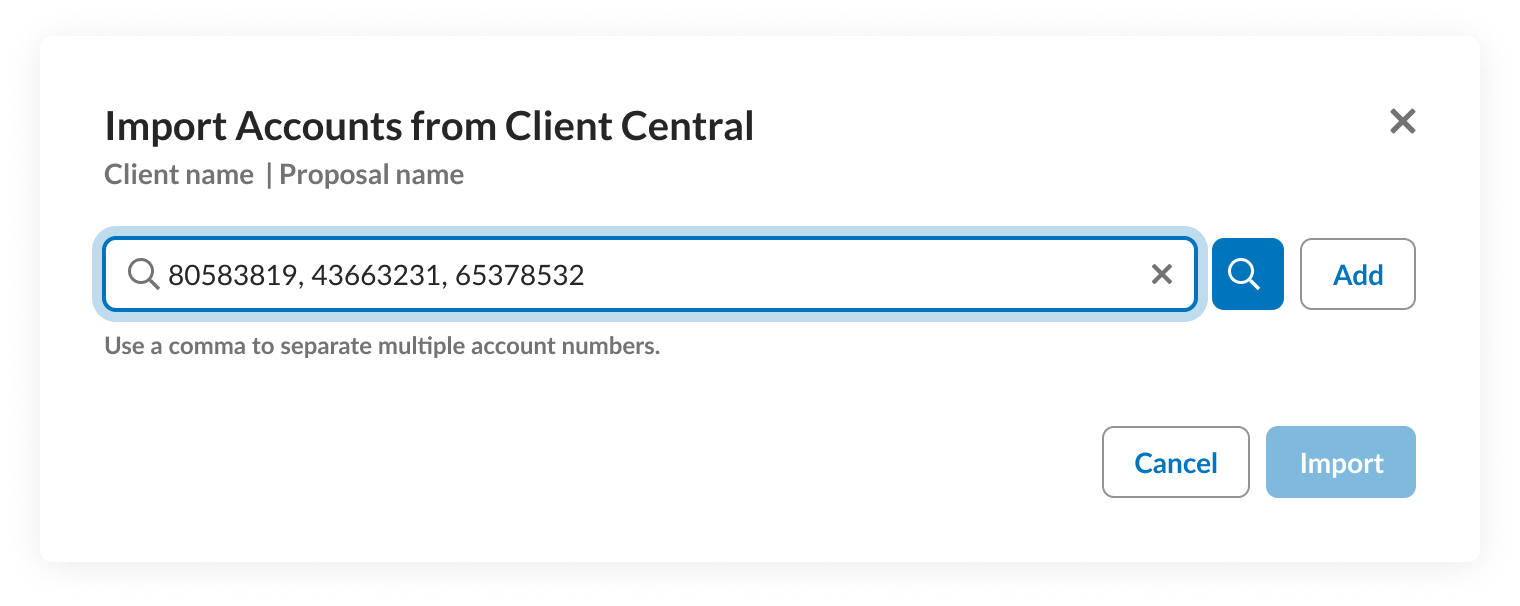 Import Accounts from Client Central
Client name | Proposal name
80583819, 43663231, 65378532
Add
Use a comma to separate multiple account numbers.
Cancel
Import